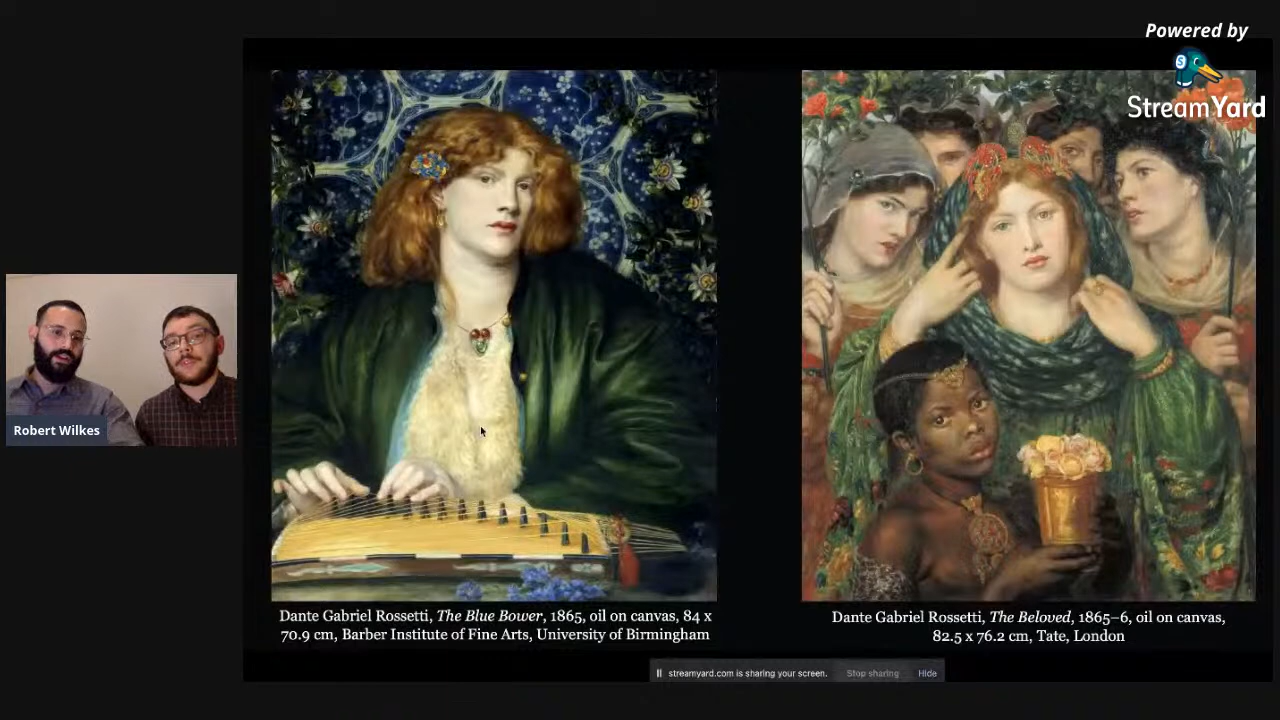 Powered by
StreamYard
Robert Wilkes
Dante Gabriel Rossetti, The Blue Bower, 1865, oil on canvas, 84 x
70.9 cm, Barber Institute of Fine Arts, University of Birmingham
Dante Gabriel Rossetti, The Beloved, 1865–6, oil on canvas,
82.5 x 76.2 cm, Tate, London
streamyard.com is sharing your screen. Stop sharing Hide